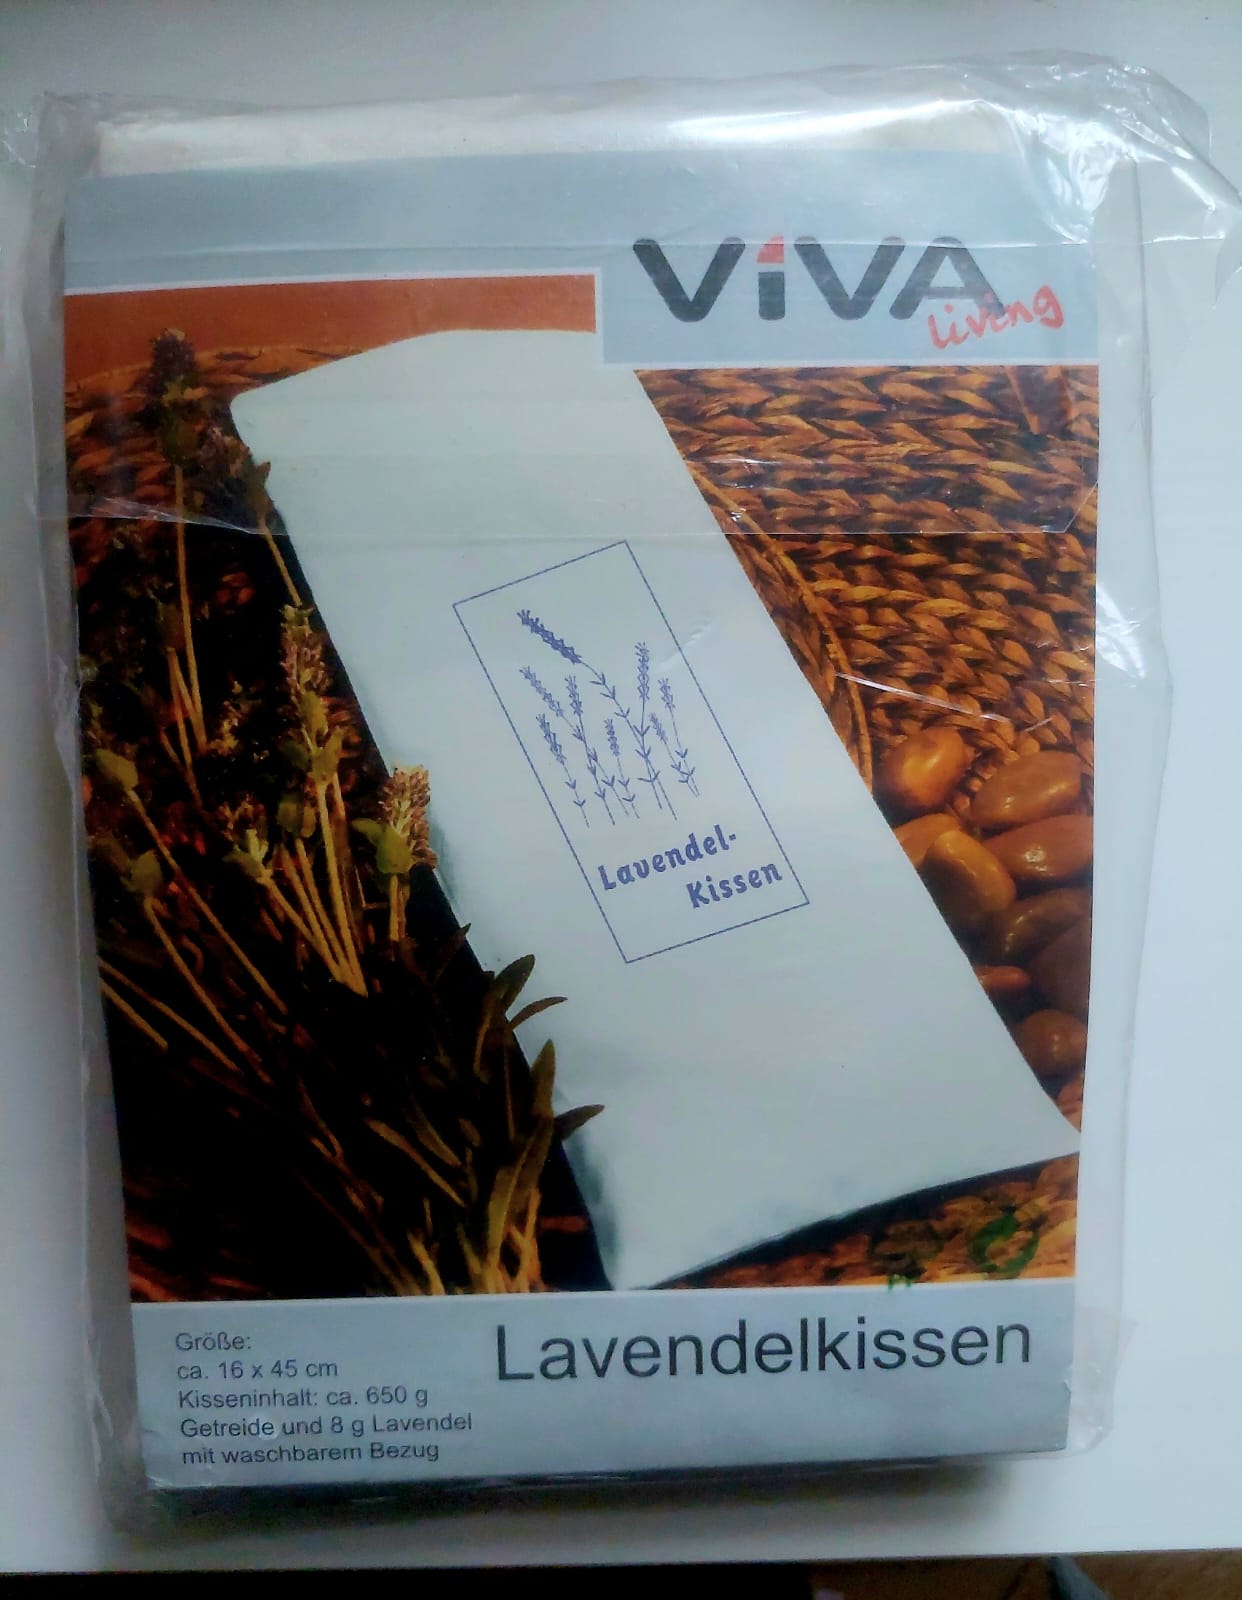 ViVA
living
Lavendel-
Kissen
Lavendelkissen
Größe:
ca. 16 x 45 cm
Kisseninhalt: ca. 650 g
Getreide und 8 g Lavendel
mit waschbarem Bezug